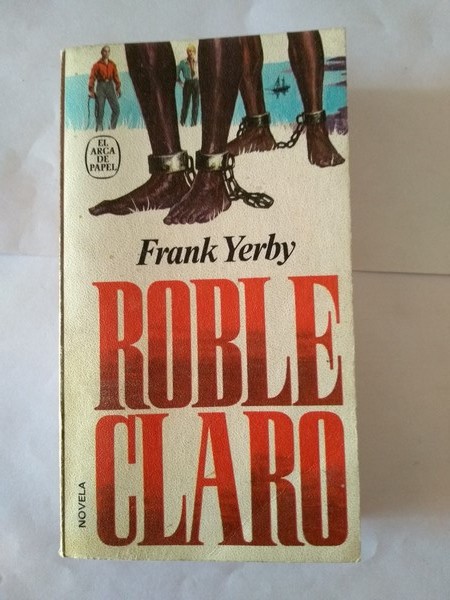 EL
ARCA
DE
PAPEL
Frank Yerby
ROBLE
CLARO
NOVELA